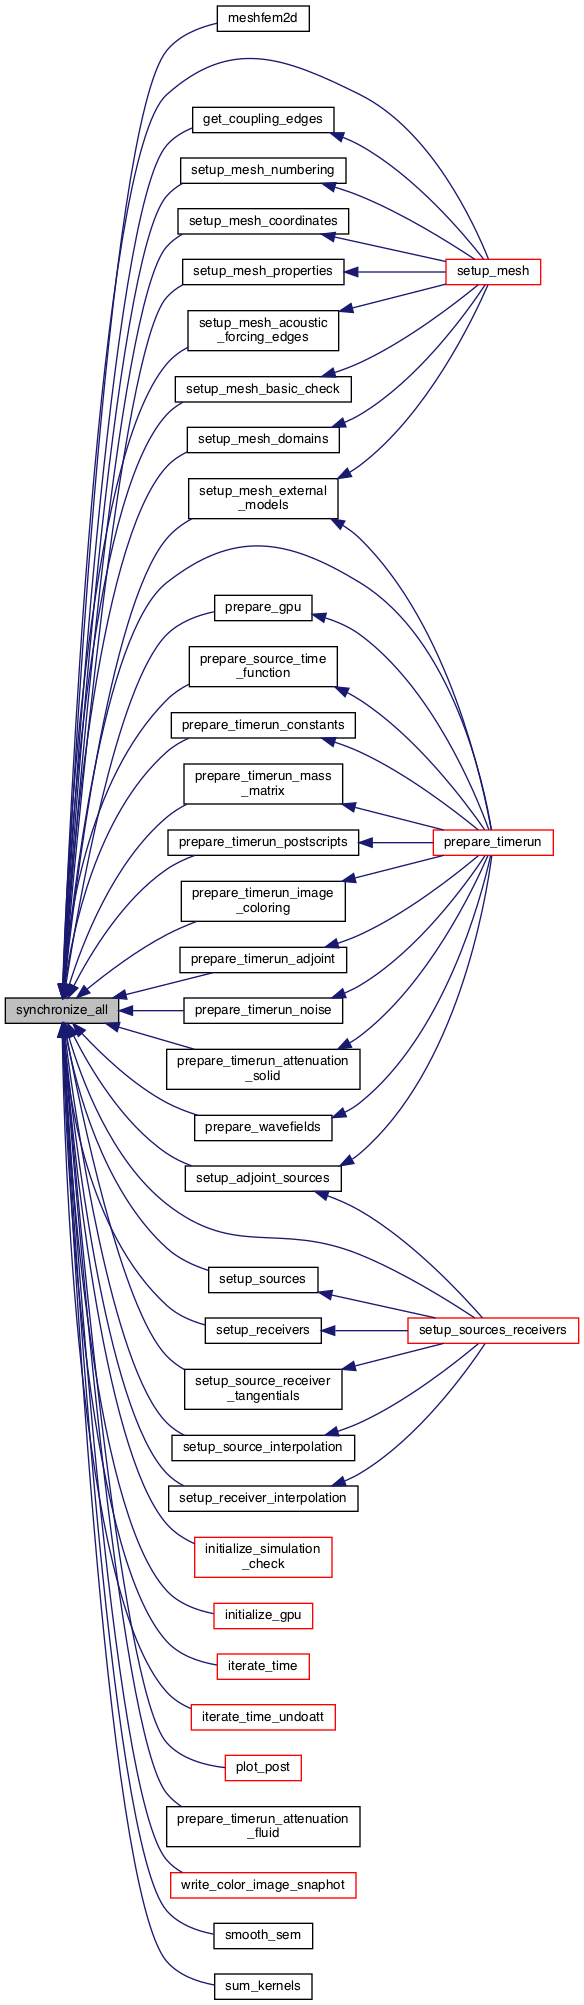 meshfem2d
get_coupling_edges
setup_mesh_numbering
setup_mesh_coordinates
setup_mesh_properties
setup_mesh
setup_mesh_acoustic
_forcing_edges
setup_mesh_basic_check
setup_mesh_domains
setup_mesh_external
_models
prepare_gpu
prepare_source_time
_function
prepare_timerun_constants
prepare_timerun_mass
_matrix
prepare_timerun_postscripts
prepare_timerun
prepare_timerun_image
_coloring
prepare_timerun_adjoint
synchronize_all
prepare_timerun_noise
prepare_timerun_attenuation
_solid
prepare_wavefields
setup_adjoint_sources
setup_sources
setup_receivers
setup_sources_receivers
setup_source_receiver
_tangentials
setup_source_interpolation
setup_receiver_interpolation
initialize_simulation
_check
initialize_gpu
iterate_time
iterate_time_undoatt
plot_post
prepare_timerun_attenuation
_fluid
write_color_image_snaphot
smooth_sem
sum_kernels